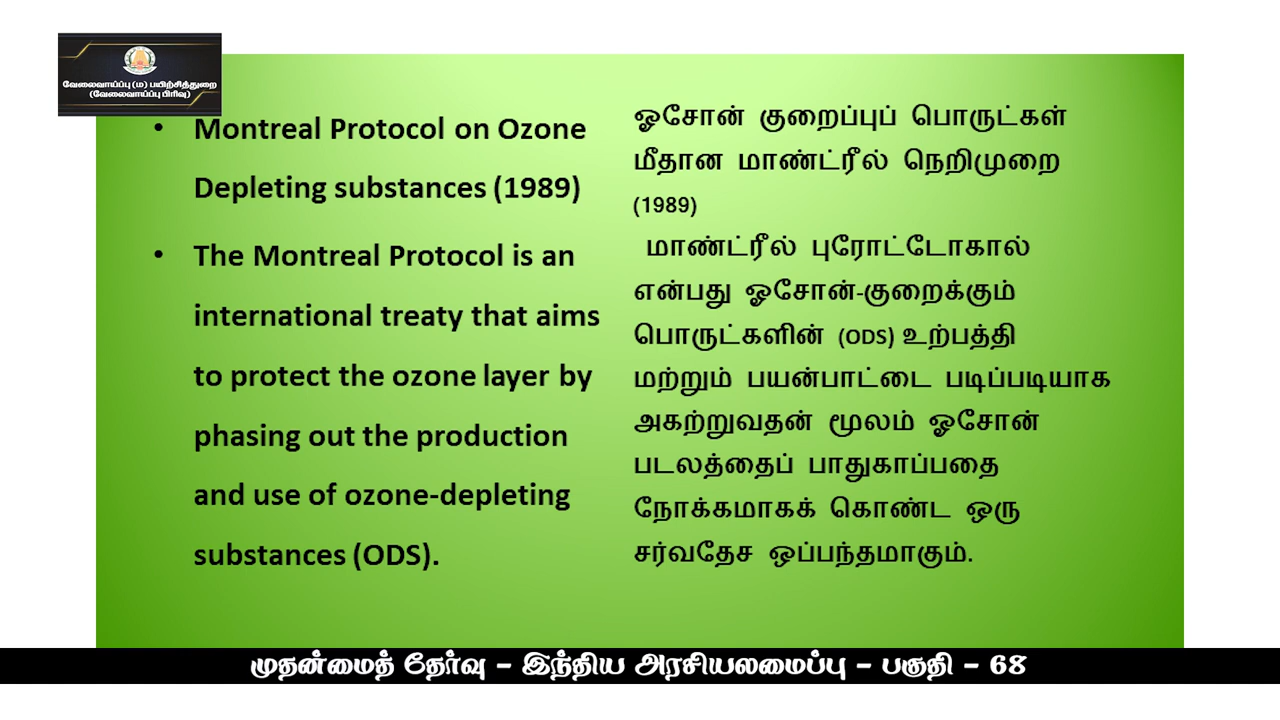 வேலைவாய்ப்பு (ம) பயிற்சித்துறை
(வேலைவாய்ப்பு பிரிவு)
• Montreal Protocol on Ozone
Depleting substances (1989)
• The Montreal Protocol is an
international treaty that aims
to protect the ozone layer by
phasing out the production
and use of ozone-depleting
substances (ODS).
ஓசோன் குறைப்புப் பொருட்கள்
மீதான மாண்ட்ரீல் நெறிமுறை
(1989)
மாண்ட்ரீல் புரோட்டோகால்
என்பது ஓசோன்-குறைக்கும்
பொருட்களின் (ODS) உற்பத்தி
மற்றும் பயன்பாட்டை படிப்படியாக
அகற்றுவதன் மூலம் ஓசோன்
படலத்தைப் பாதுகாப்பதை
நோக்கமாகக் கொண்ட ஒரு
சர்வதேச ஒப்பந்தமாகும்.
முதன்மைத் தேர்வு – இந்திய அரசியலமைப்பு – பகுதி – 68